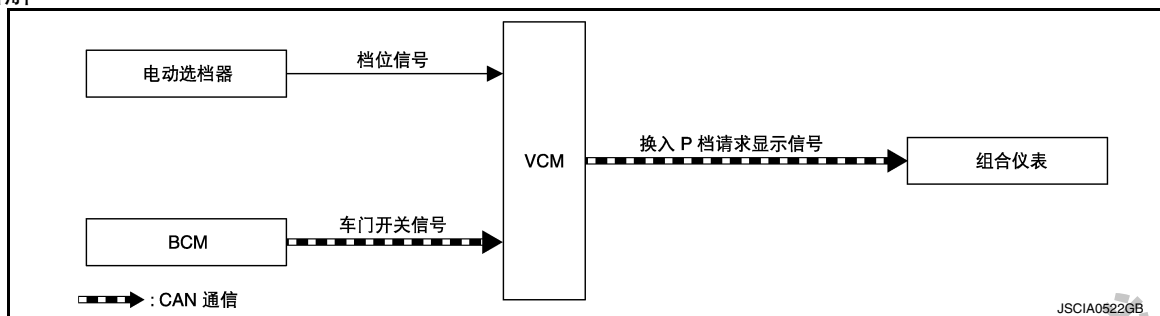 电动选档器
档位信号
VCM
换入 P 档请求显示信号
组合仪表
BCM
车门开关信号
: CAN 通信
JSCIA0522GB